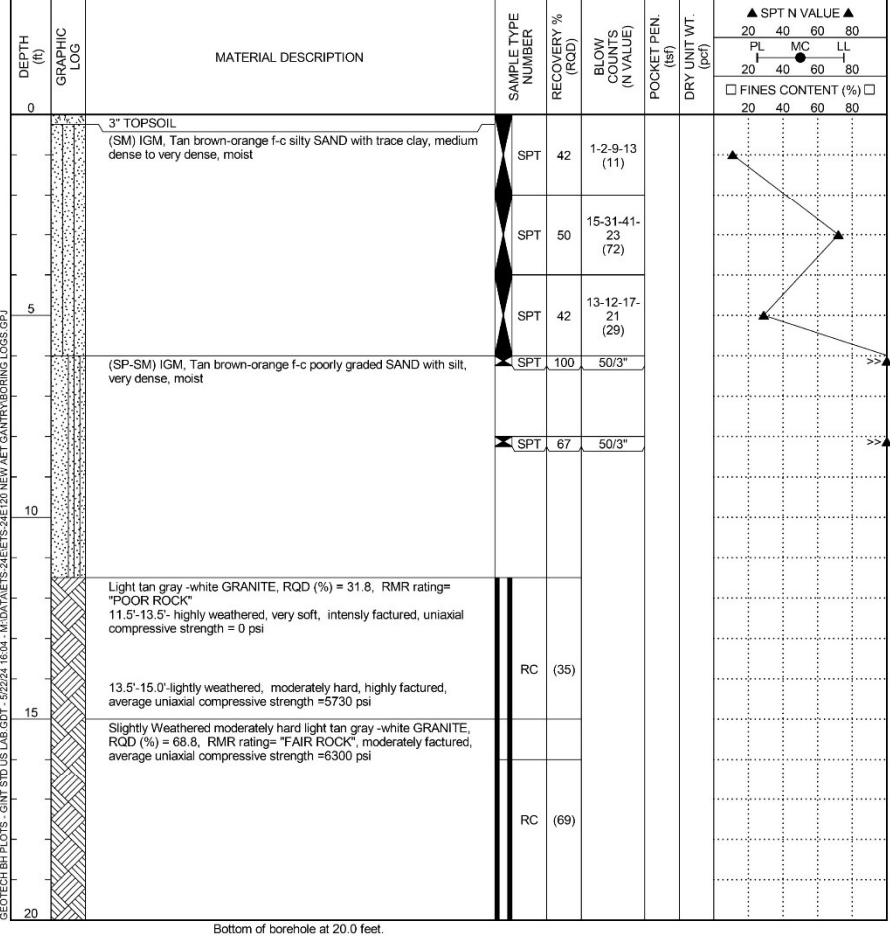 DEPTH
(ft)
GRAPHIC
LOG
MATERIAL DESCRIPTION
SAMPLE TYPE
NUMBER
RECOVERY %
(RQD)
BLOW
COUNTS
(N VALUE)
POCKET PEN.
(tsf)
DRY UNIT WT.
(pcf)
▲ SPT N VALUE ▲
20 40 60 80
PL MC LL
20 40 60 80
□ FINES CONTENT (%) □
20 40 60 80
0
3" TOPSOIL
(SM) IGM, Tan brown-orange f-c silty SAND with trace clay, medium
dense to very dense, moist
SPT 42 1-2-9-13
(11)
SPT 50 15-31-41-
23
(72)
5
SPT 42 13-12-17-
21
(29)
(SP-SM) IGM, Tan brown-orange f-c poorly graded SAND with silt,
very dense, moist
SPT 100 50/3" >>▲
SPT 67 50/3" >>▲
10
Light tan gray -white GRANITE, RQD (%) = 31.8, RMR rating=
"POOR ROCK"
11.5'-13.5'- highly weathered, very soft, intensly factured, uniaxial
compressive strength = 0 psi
RC (35)
13.5'-15.0'-lightly weathered, moderately hard, highly factured,
average uniaxial compressive strength =5730 psi
15
Slightly Weathered moderately hard light tan gray -white GRANITE,
RQD (%) = 68.8, RMR rating= "FAIR ROCK", moderately factured,
average uniaxial compressive strength =6300 psi
RC (69)
20
Bottom of borehole at 20.0 feet.
GEOTECH BH PLOTS - GINT STD US LAB.GDT - 5/22/24 16:04 - M:\DATA\ETS-24E\ETS-24E120 NEW AET GANTRY\BORING LOGS.GPJ